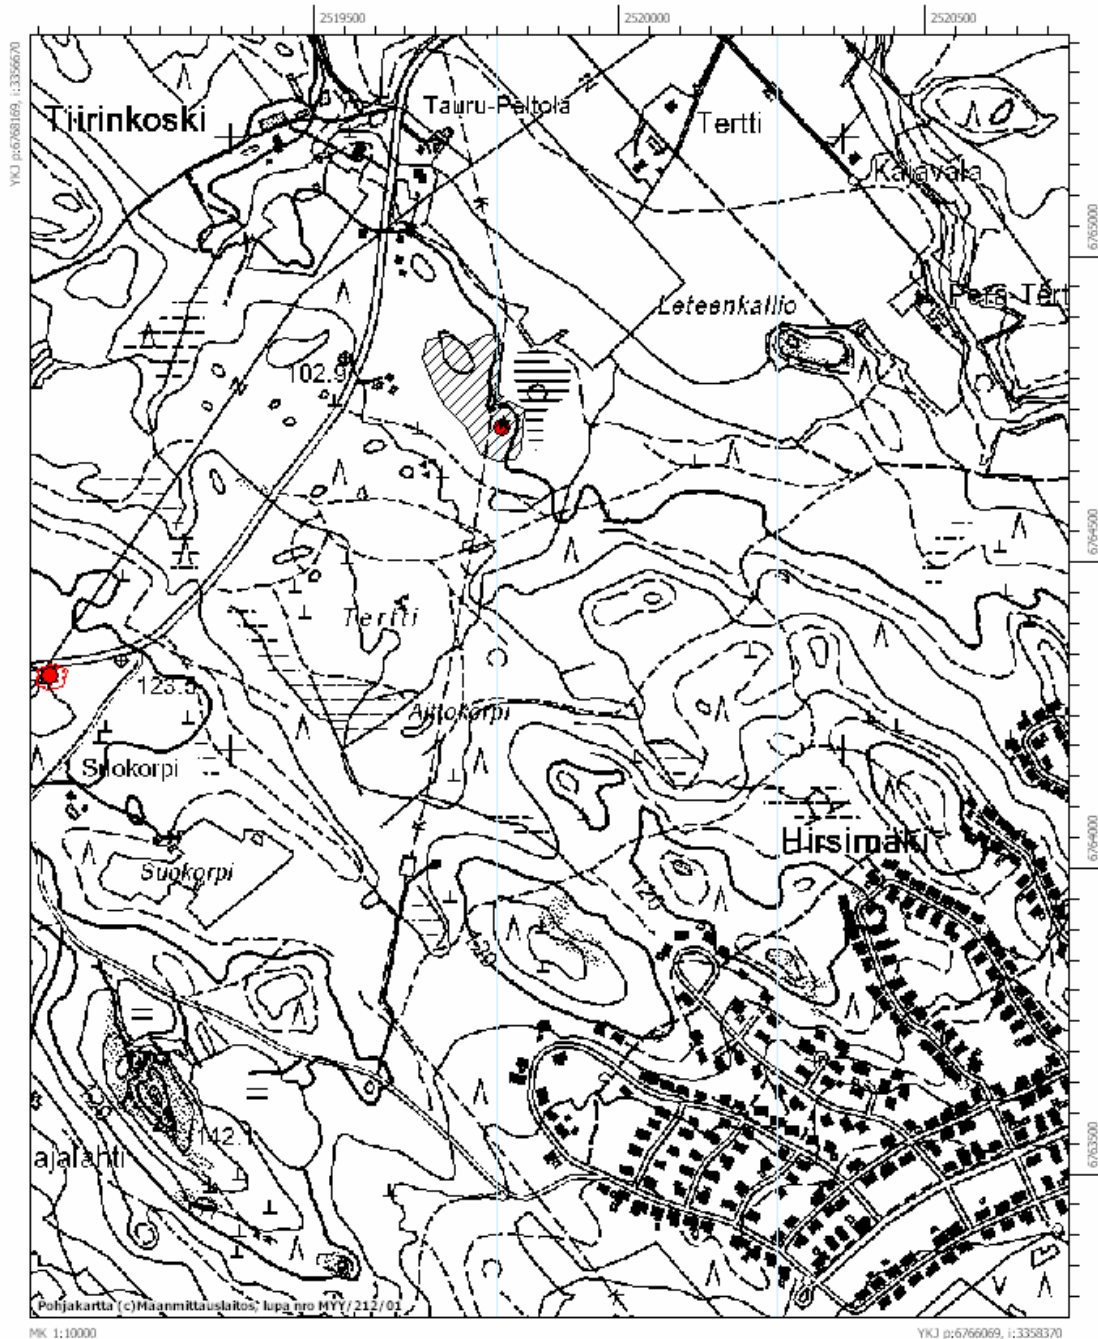 2519500
2520000
2520500
YKJ p:6768169, i:3356670
Tiirinkoski
Tauru-Peltola
Tertti
Kalavala
6765000
Leteenkallio
Perä-Tert
102.9
6764500
Tertti
123.5
Aittokorpi
Suokorpi
Hirsimäki
6764000
Suokorpi
120
120
142.1
ajalahti
6763500
Pohjakartta (c)Maanmittauslaitos, lupa nro MYY/212/01
MK 1:10000
YKJ p:6766069, i:3358370